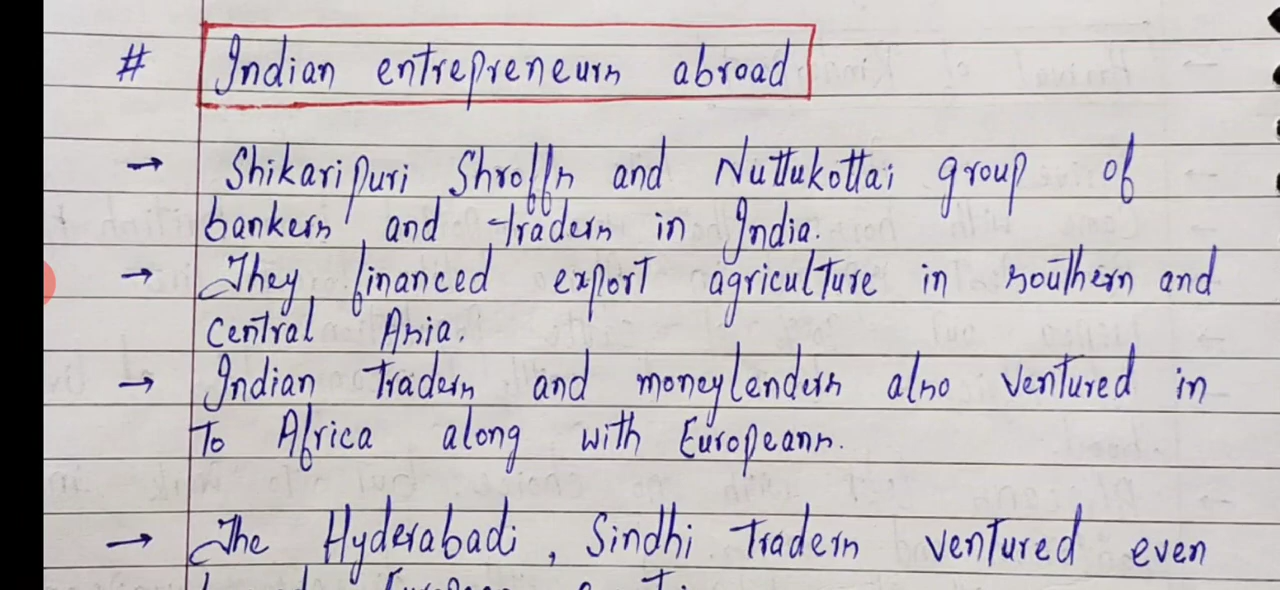 # Indian entrepreneurs abroad
→ Shikaripuri Shroffs and Nuttukottai group of
bankers and traders in India.
→ They financed export agriculture in southern and
central Asia.
→ Indian traders and moneylenders also ventured in
to Africa along with Europeans.
→ The Hyderabadi, Sindhi traders ventured even